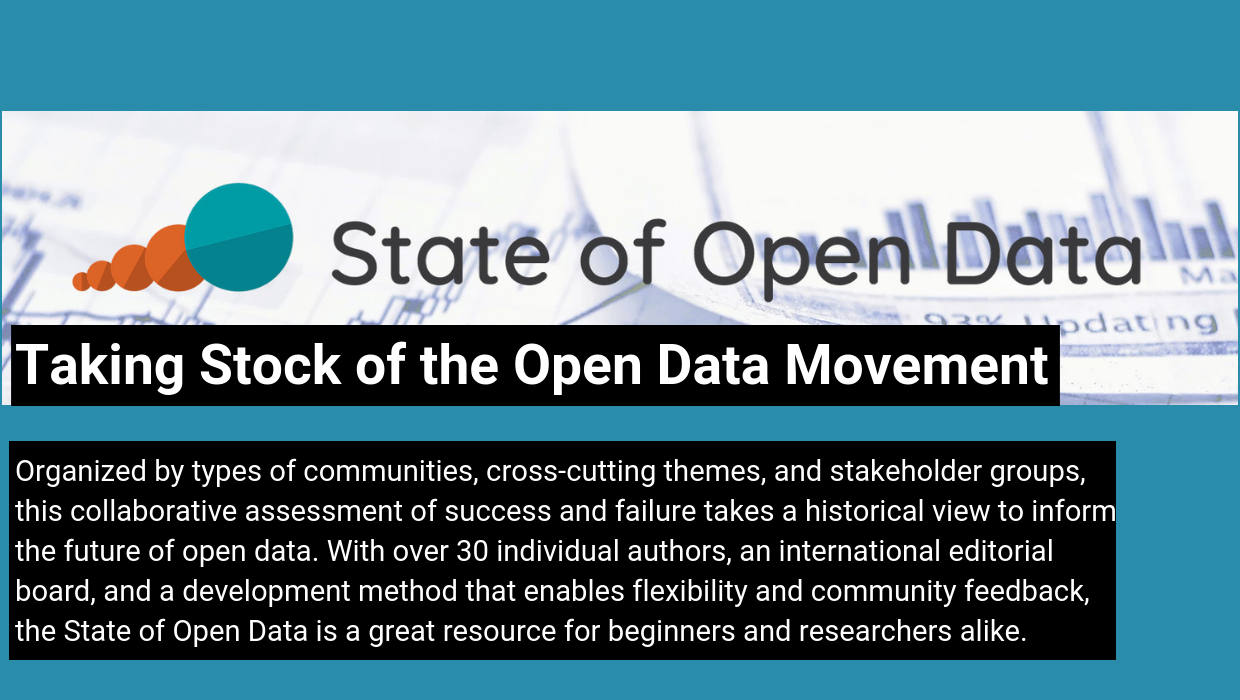 State of Open Data
93% Updating
Taking Stock of the Open Data Movement
Organized by types of communities, cross-cutting themes, and stakeholder groups,
this collaborative assessment of success and failure takes a historical view to inform
the future of open data. With over 30 individual authors, an international editorial
board, and a development method that enables flexibility and community feedback,
the State of Open Data is a great resource for beginners and researchers alike.